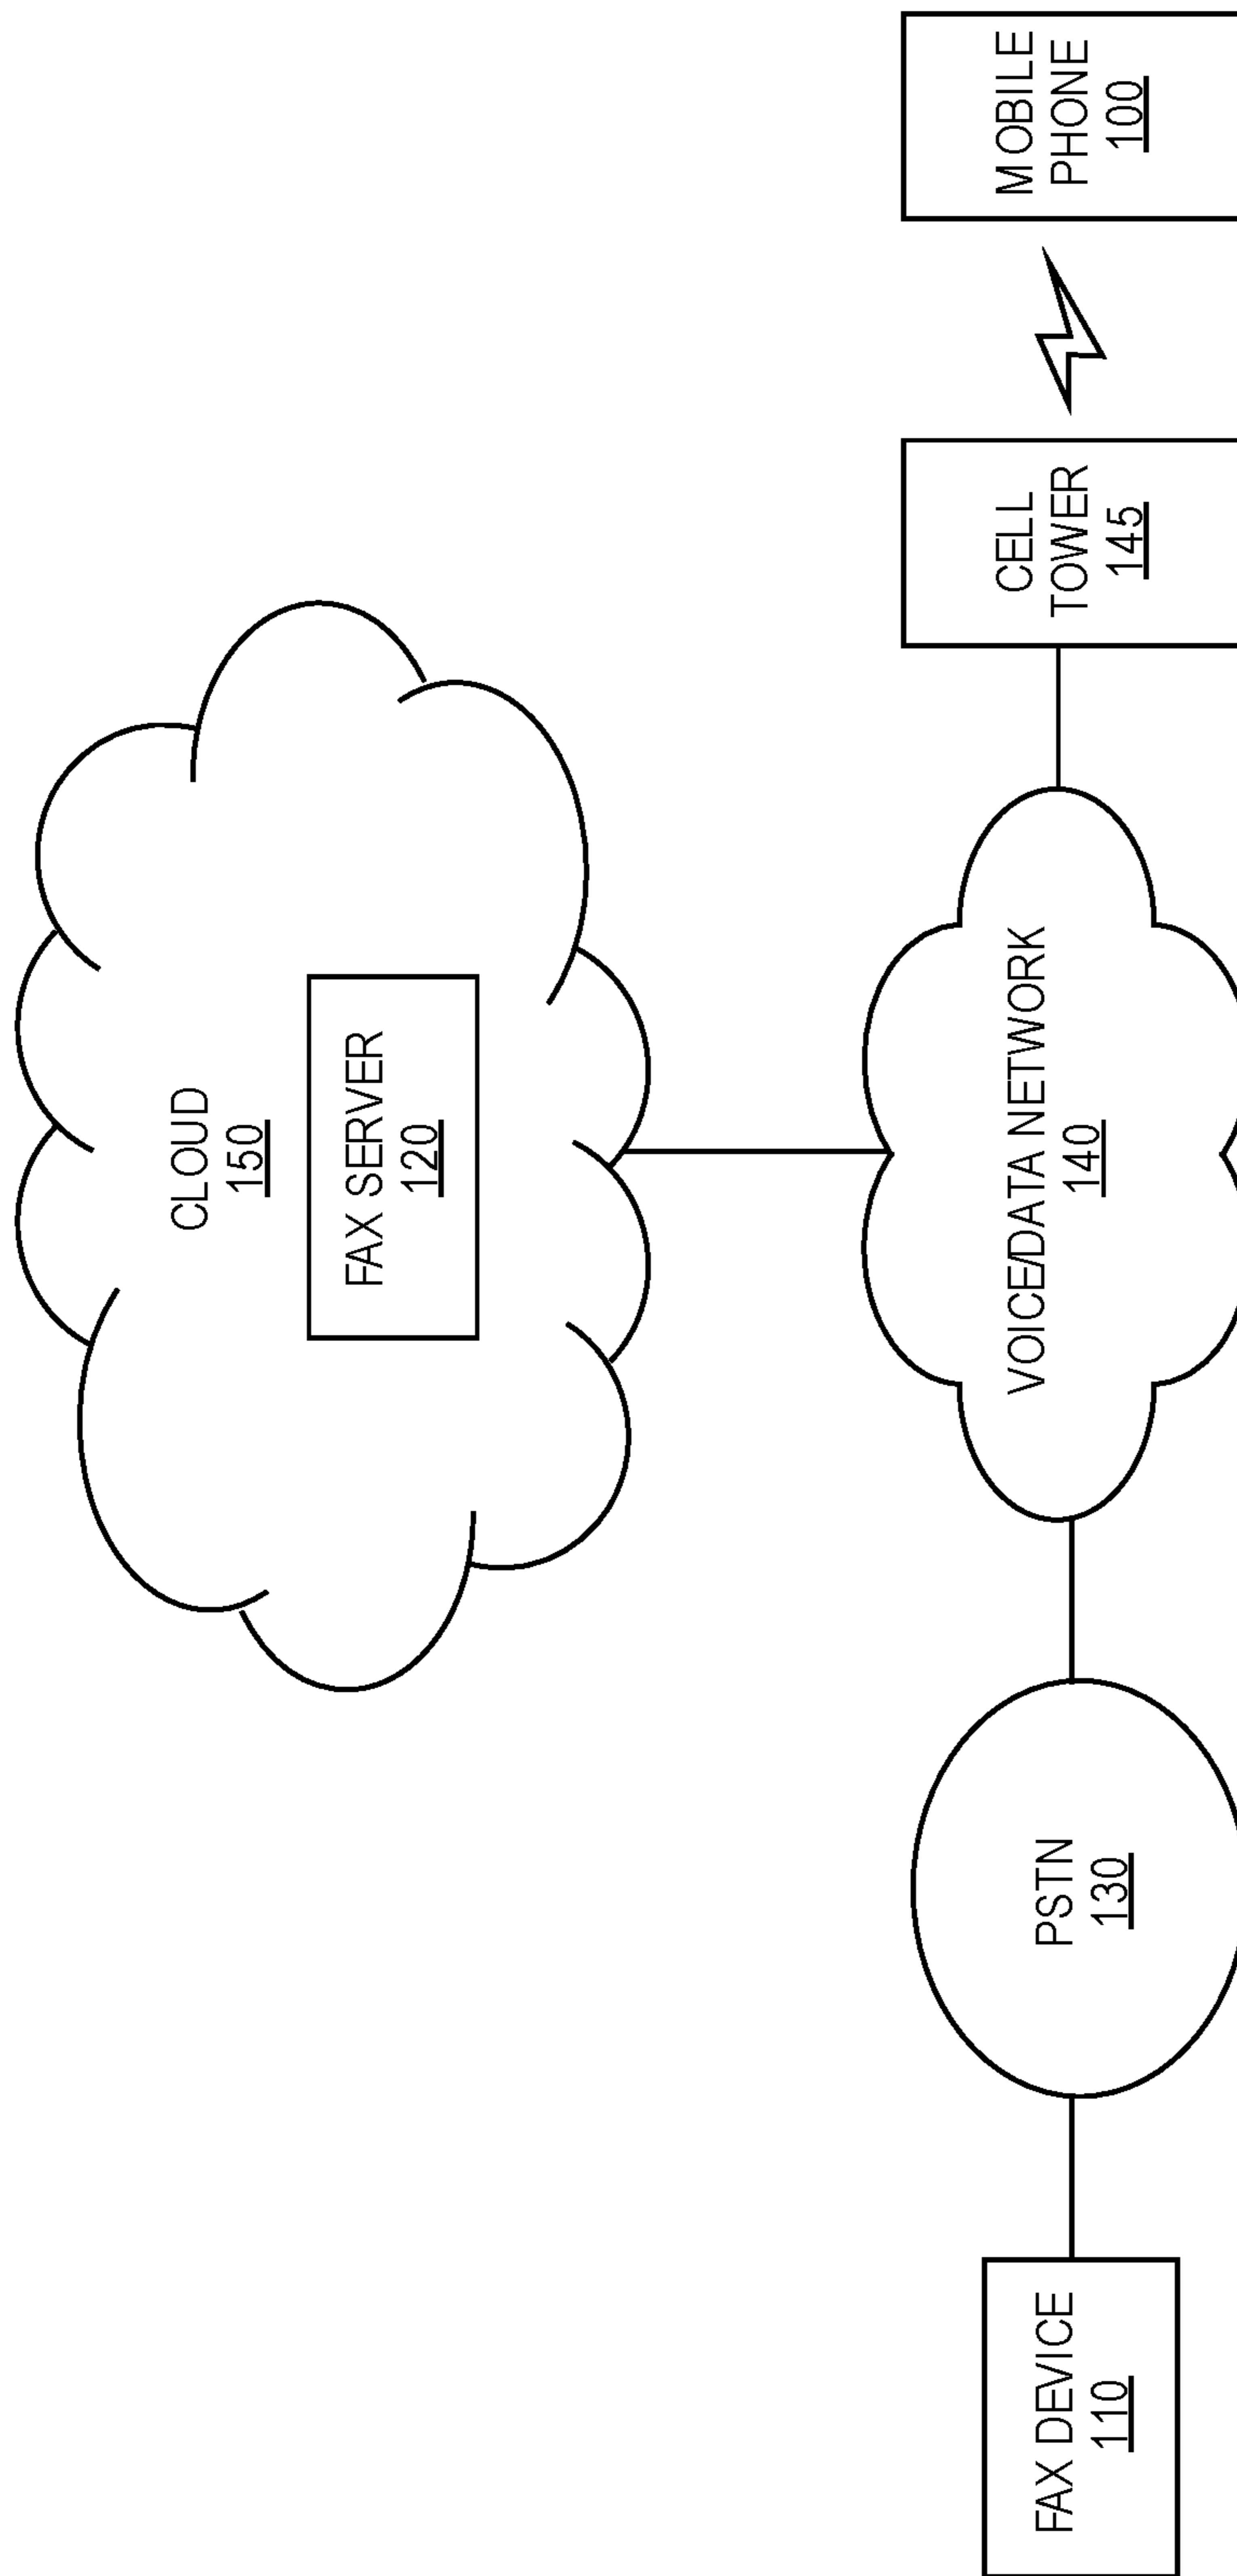 CLOUD
150
FAX SERVER
120
FAX DEVICE
110
PSTN
130
VOICE/DATA NETWORK
140
CELL
TOWER
145
MOBILE
PHONE
100